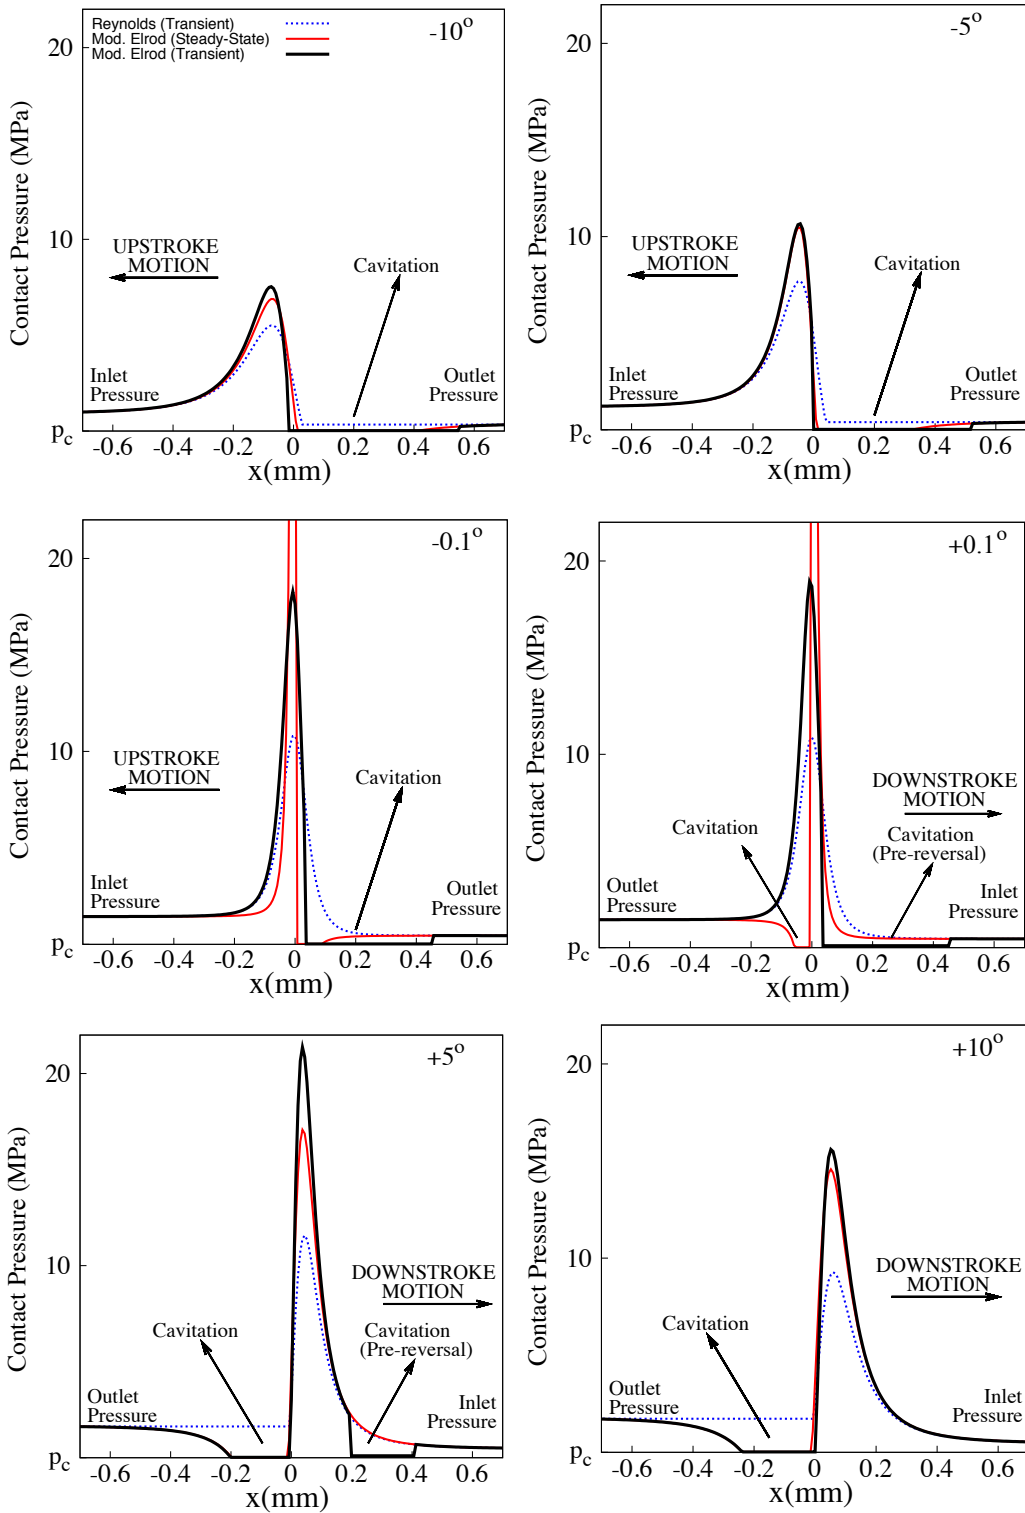 Reynolds (Transient)
Mod. Elrod (Steady-State)
Mod. Elrod (Transient)
-10°
20
10
Contact Pressure (MPa)
UPSTROKE
MOTION
Cavitation
Inlet
Pressure
Outlet
Pressure
p_c
-0.6 -0.4 -0.2 0 0.2 0.4 0.6
x(mm)
-5°
20
10
Contact Pressure (MPa)
UPSTROKE
MOTION
Cavitation
Inlet
Pressure
Outlet
Pressure
p_c
-0.6 -0.4 -0.2 0 0.2 0.4 0.6
x(mm)
-0.1°
20
10
Contact Pressure (MPa)
UPSTROKE
MOTION
Cavitation
Inlet
Pressure
Outlet
Pressure
p_c
-0.6 -0.4 -0.2 0 0.2 0.4 0.6
x(mm)
+0.1°
20
10
Contact Pressure (MPa)
DOWNSTROKE
MOTION
Cavitation
Cavitation
(Pre-reversal)
Outlet
Pressure
Inlet
Pressure
p_c
-0.6 -0.4 -0.2 0 0.2 0.4 0.6
x(mm)
+5°
20
10
Contact Pressure (MPa)
DOWNSTROKE
MOTION
Cavitation
Cavitation
(Pre-reversal)
Outlet
Pressure
Inlet
Pressure
p_c
-0.6 -0.4 -0.2 0 0.2 0.4 0.6
x(mm)
+10°
20
10
Contact Pressure (MPa)
DOWNSTROKE
MOTION
Cavitation
Outlet
Pressure
Inlet
Pressure
p_c
-0.6 -0.4 -0.2 0 0.2 0.4 0.6
x(mm)